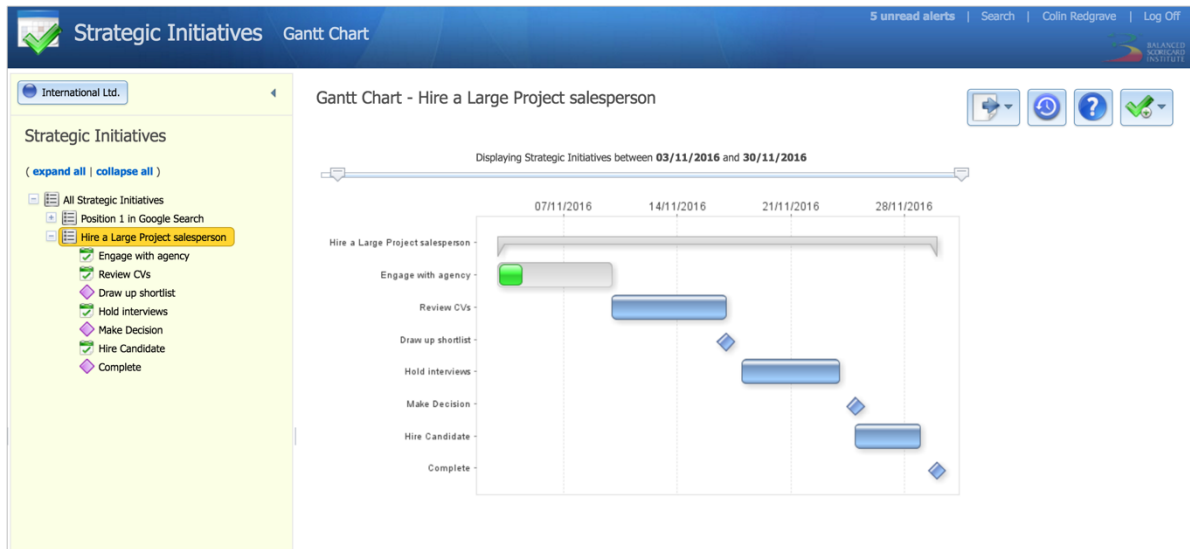 Strategic Initiatives Gantt Chart
5 unread alerts | Search | Colin Redgrave | Log Off
BALANCED
SCORECARD
INSTITUTE
International Ltd.
Strategic Initiatives
( expand all | collapse all )
All Strategic Initiatives
Position 1 in Google Search
Hire a Large Project salesperson
Engage with agency
Review CVs
Draw up shortlist
Hold interviews
Make Decision
Hire Candidate
Complete
Gantt Chart - Hire a Large Project salesperson
Displaying Strategic Initiatives between 03/11/2016 and 30/11/2016
07/11/2016 14/11/2016 21/11/2016 28/11/2016
Hire a Large Project salesperson
Engage with agency
Review CVs
Draw up shortlist
Hold interviews
Make Decision
Hire Candidate
Complete